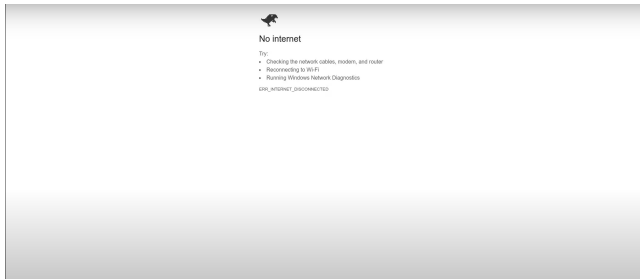 No internet
Try:
Checking the network cables, modem, and router
Reconnecting to Wi-Fi
Running Windows Network Diagnostics
ERR_INTERNET_DISCONNECTED